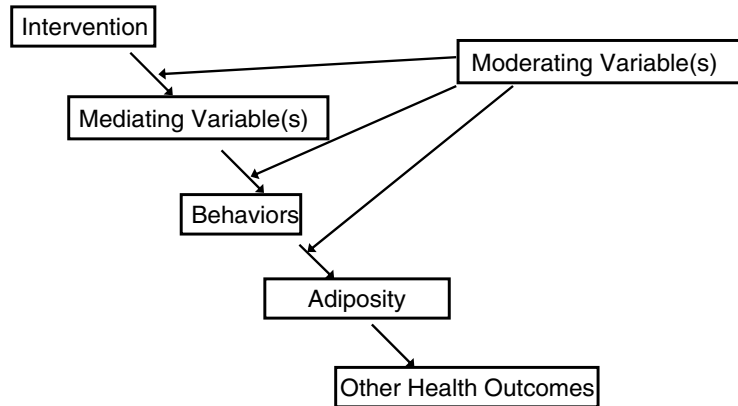 Intervention
Moderating Variable(s)
Mediating Variable(s)
Behaviors
Adiposity
Other Health Outcomes